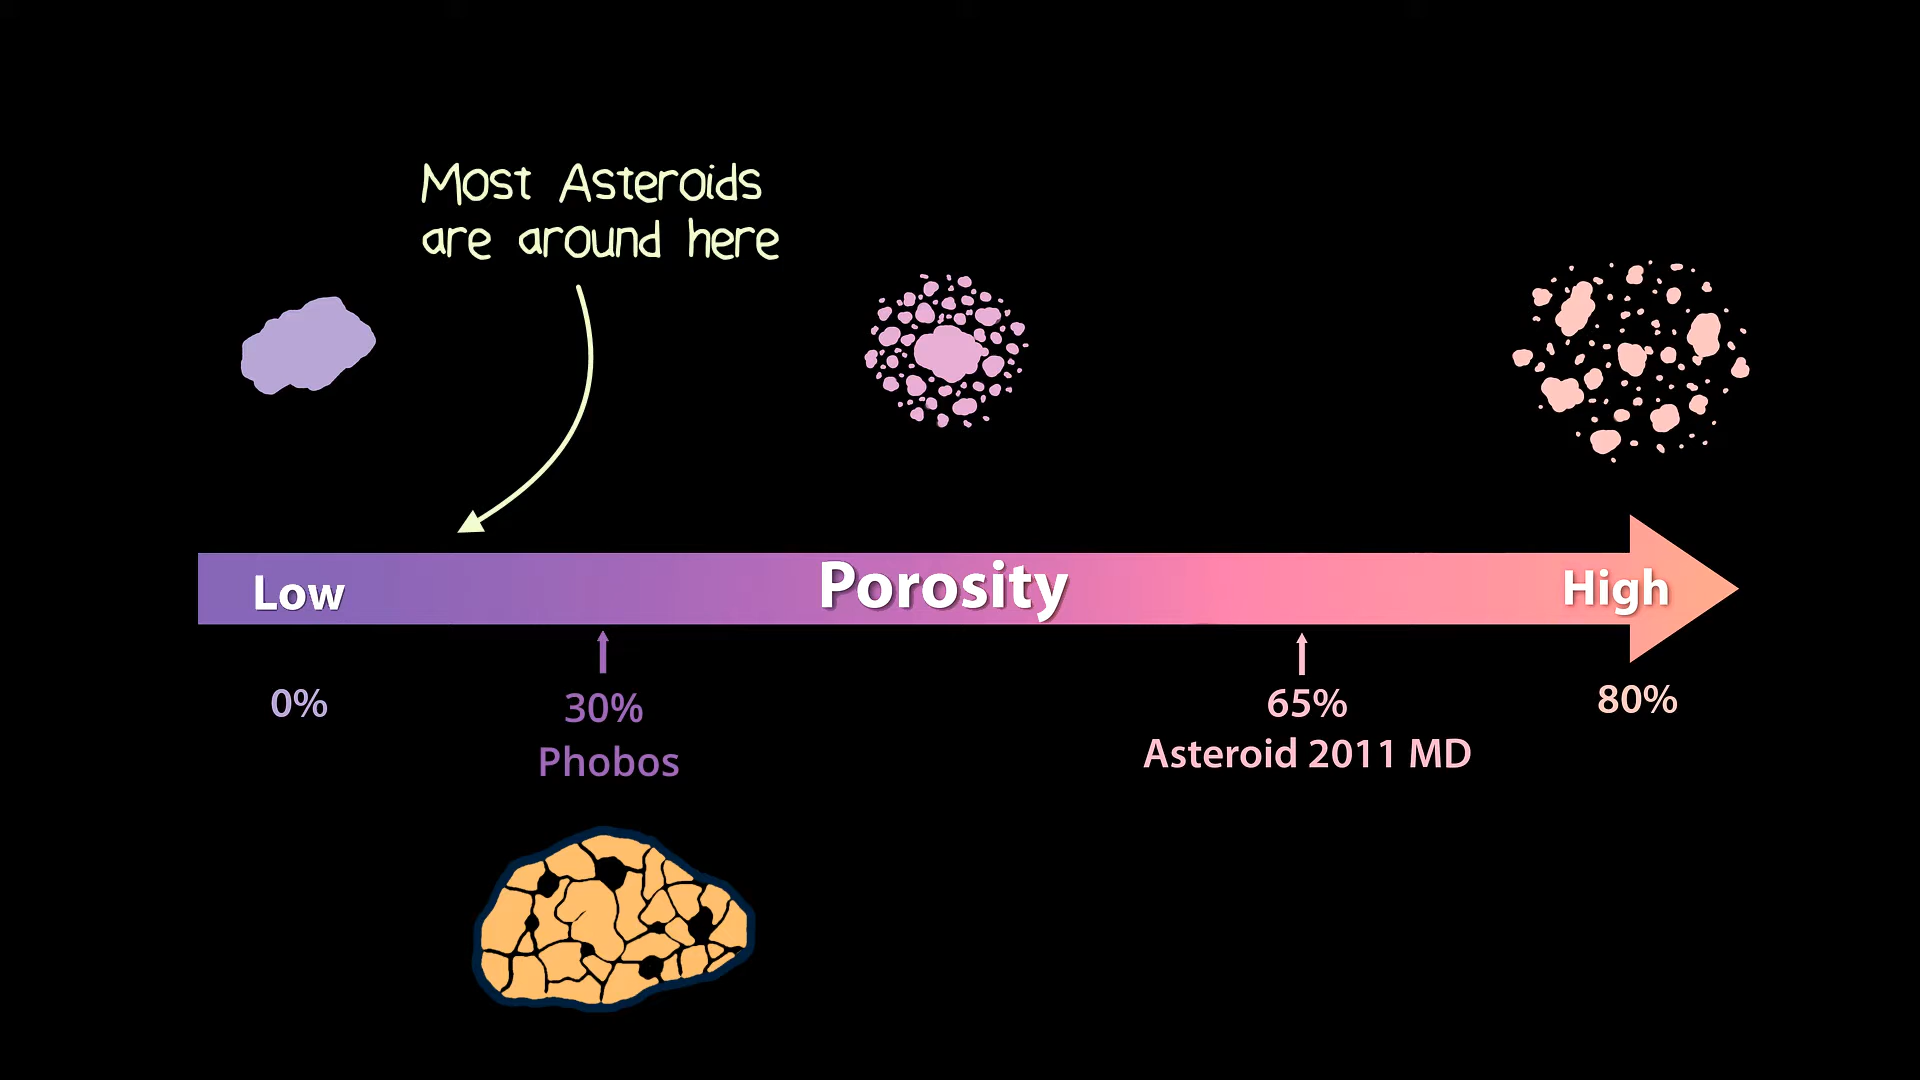 Most Asteroids
are around here
Low
Porosity
High
0%
30%
Phobos
65%
Asteroid 2011 MD
80%